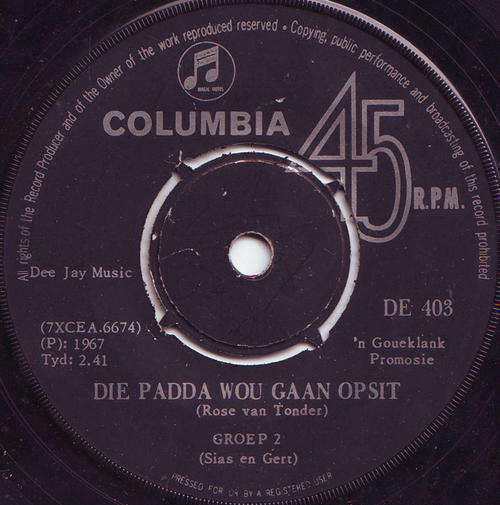 All rights of the Record Producer and of the Owner of the work reproduced reserved • Copying, public performance and broadcasting of this record prohibited
MAGIC NOTES
COLUMBIA
45
R.P.M.
Dee Jay Music
DE 403
(7XCEA.6674)
(P): 1967
Tyd: 2.41
'n Goueklank
Promosie
DIE PADDA WOU GAAN OPSIT
(Rose van Tonder)
GROEP 2
(Sias en Gert)
PRESSED FOR OR BY A REGISTERED USER